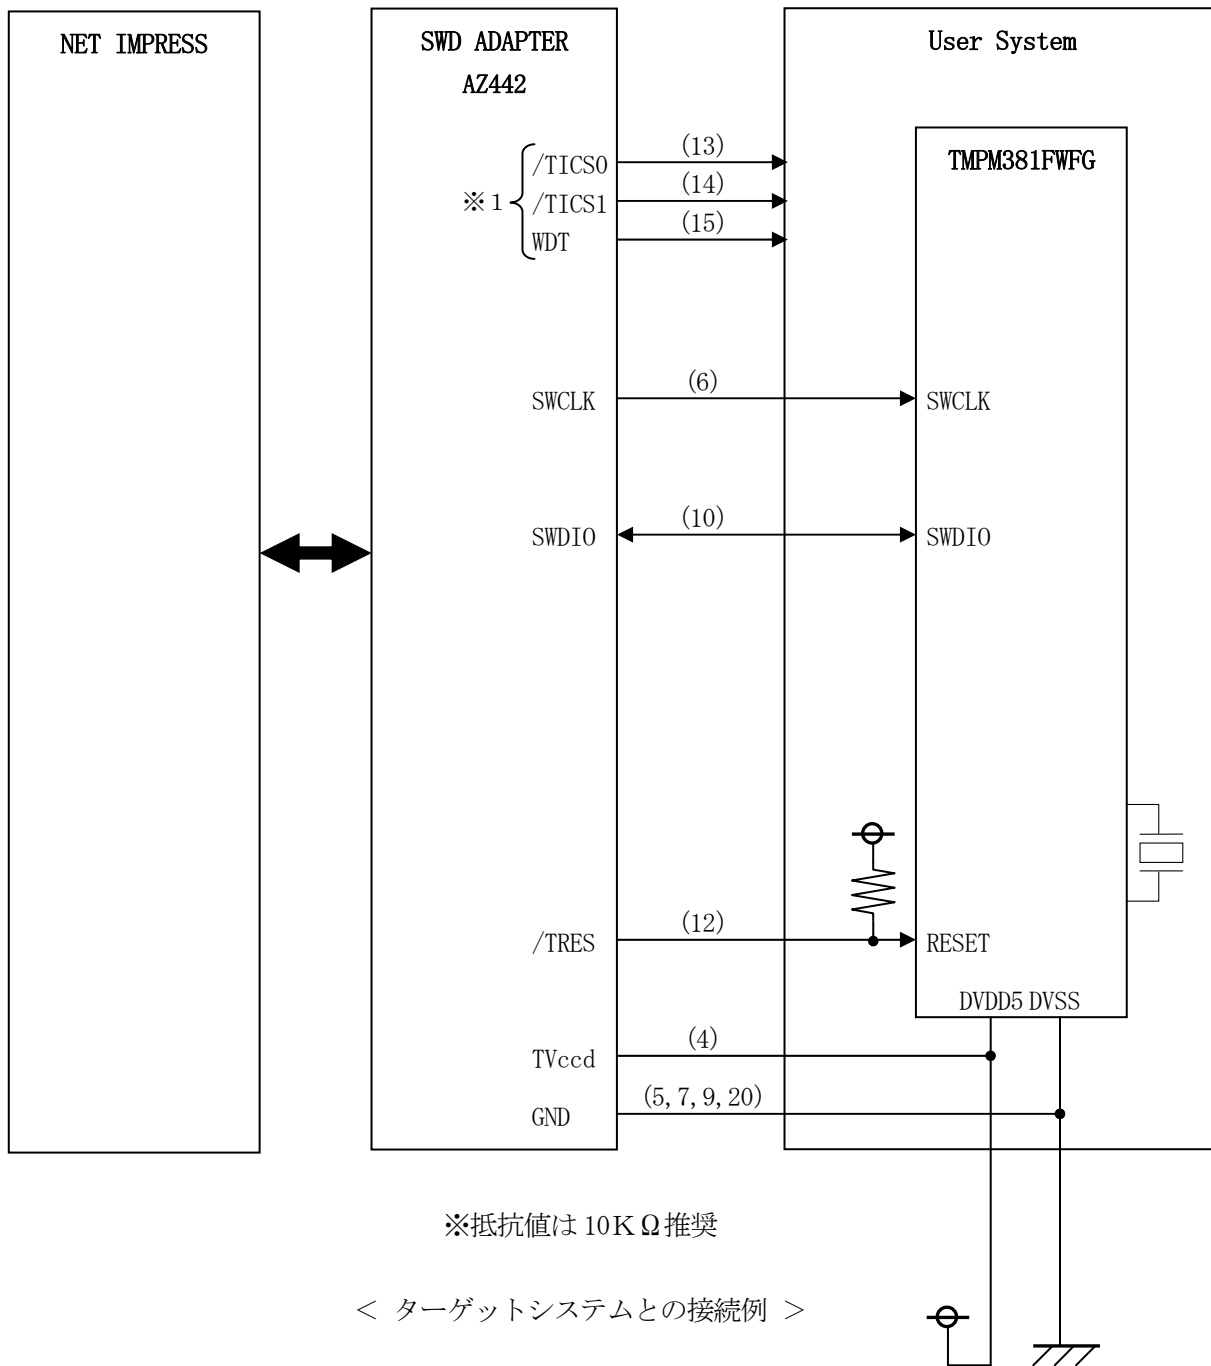 NET IMPRESS
SWD ADAPTER
AZ442
User System
TMPM381FWFG
※1
/TICS0
(13)
/TICS1
(14)
WDT
(15)
SWCLK
(6)
SWCLK
SWDIO
(10)
SWDIO
/TRES
(12)
RESET
DVDD5 DVSS
TVccd
(4)
GND
(5,7,9,20)
※抵抗値は 10KΩ推奨
< ターゲットシステムとの接続例 >